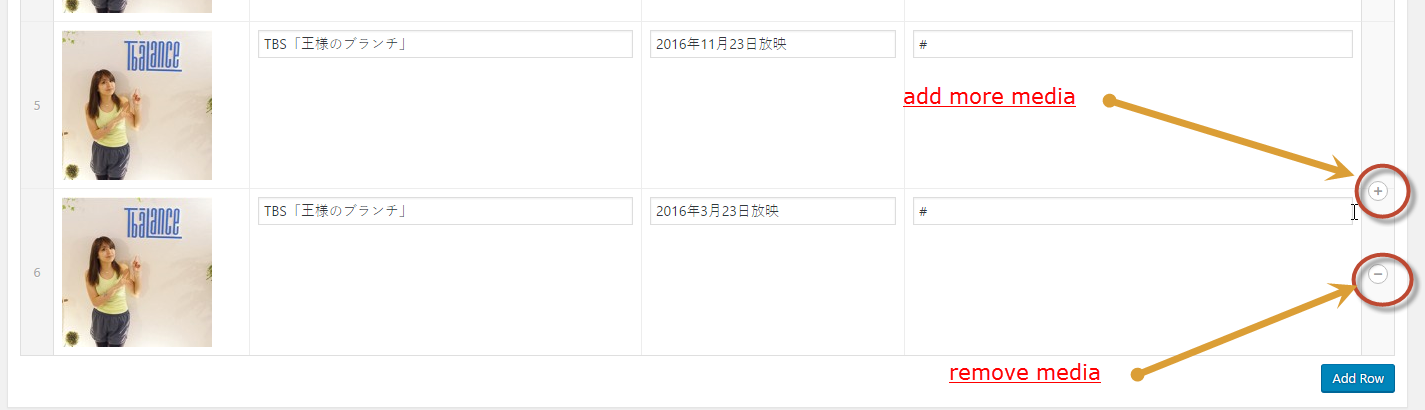 Tbalance
TBS「王様のブランチ」
2016年11月23日放映
#
add more media
5
Tbalance
TBS「王様のブランチ」
2016年3月23日放映
#
6
remove media
Add Row